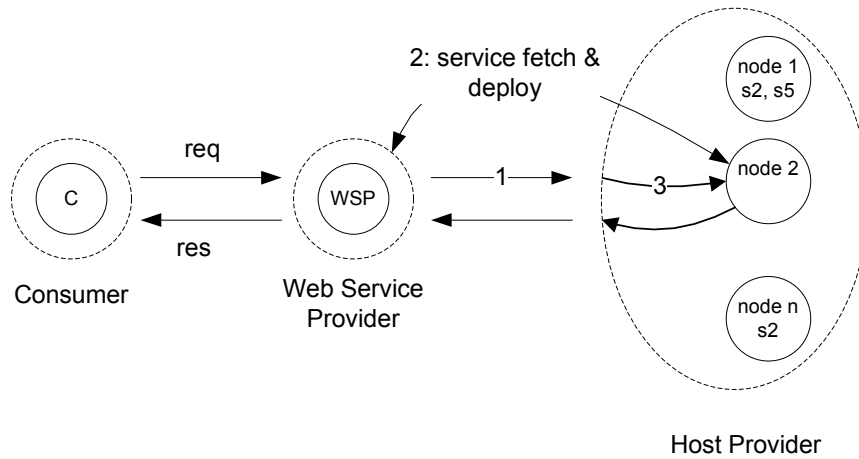 2: service fetch &
deploy
node 1
s2, s5
req
1
3
node 2
C
WSP
res
Consumer
Web Service
Provider
node n
s2
Host Provider